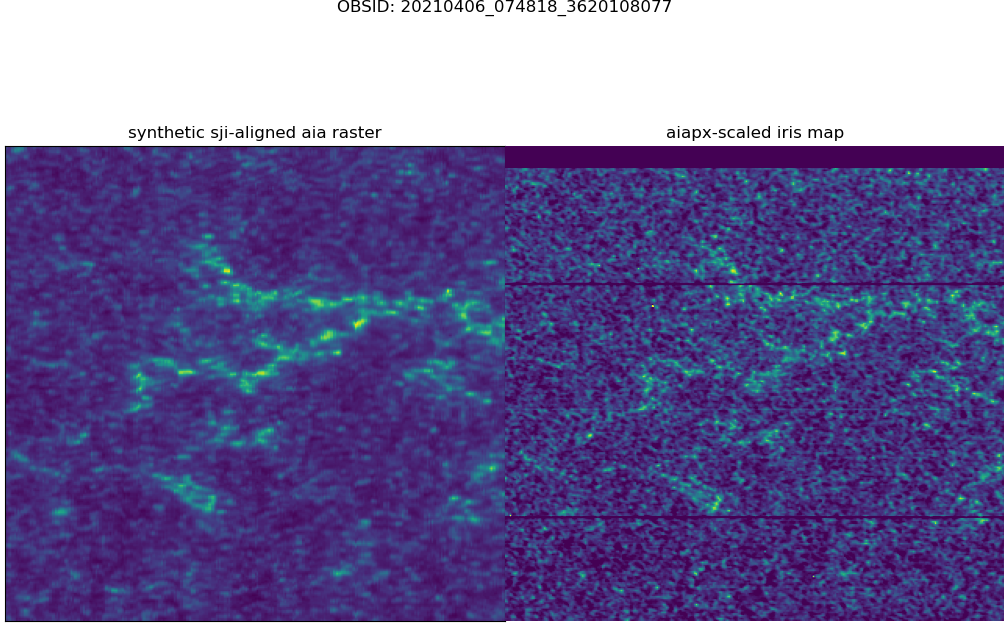 OBSID: 20210406_074818_3620108077
synthetic sji-aligned aia raster
aiapx-scaled iris map